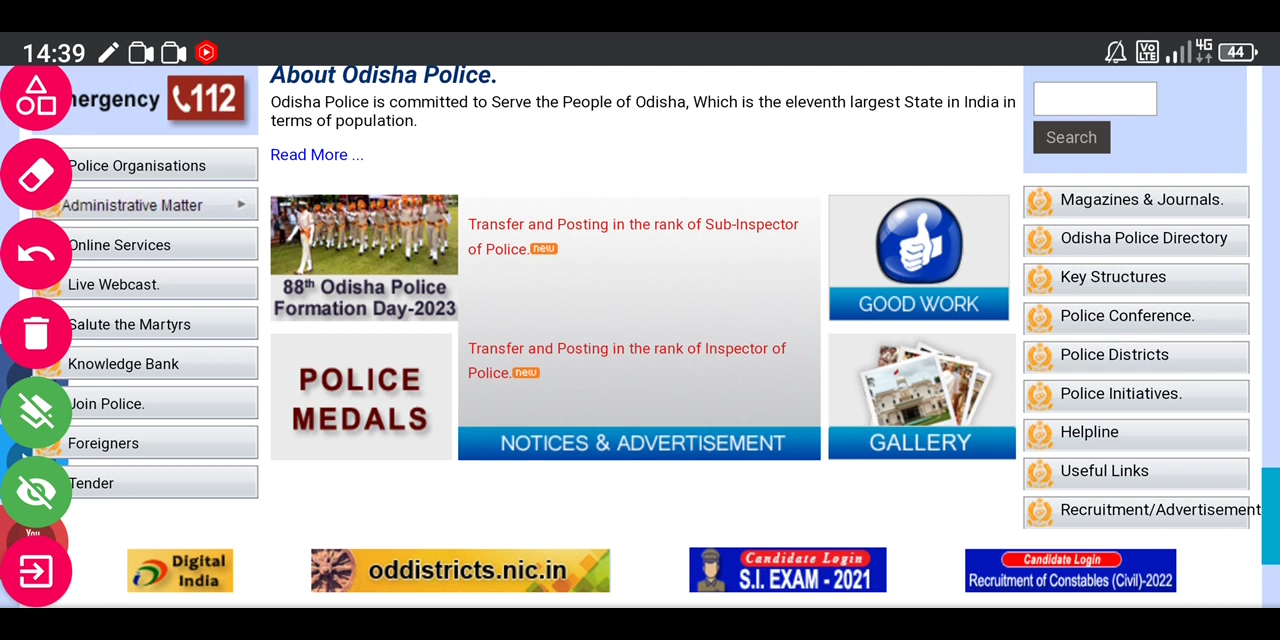 14:39
Vo
LTE
4G
44
mergency 112
Police Organisations
Administrative Matter
Online Services
Live Webcast.
Salute the Martyrs
Knowledge Bank
Join Police.
Foreigners
Tender
You
About Odisha Police.
Odisha Police is committed to Serve the People of Odisha, Which is the eleventh largest State in India in
terms of population.
Read More ...
88th Odisha Police
Formation Day-2023
POLICE
MEDALS
Transfer and Posting in the rank of Sub-Inspector
of Police. new
Transfer and Posting in the rank of Inspector of
Police. new
NOTICES & ADVERTISEMENT
GOOD WORK
GALLERY
Search
Magazines & Journals.
Odisha Police Directory
Key Structures
Police Conference.
Police Districts
Police Initiatives.
Helpline
Useful Links
Recruitment/Advertisement
Digital
India
oddistricts.nic.in
Candidate Login
S.I. EXAM - 2021
Candidate Login
Recruitment of Constables (Civil)-2022